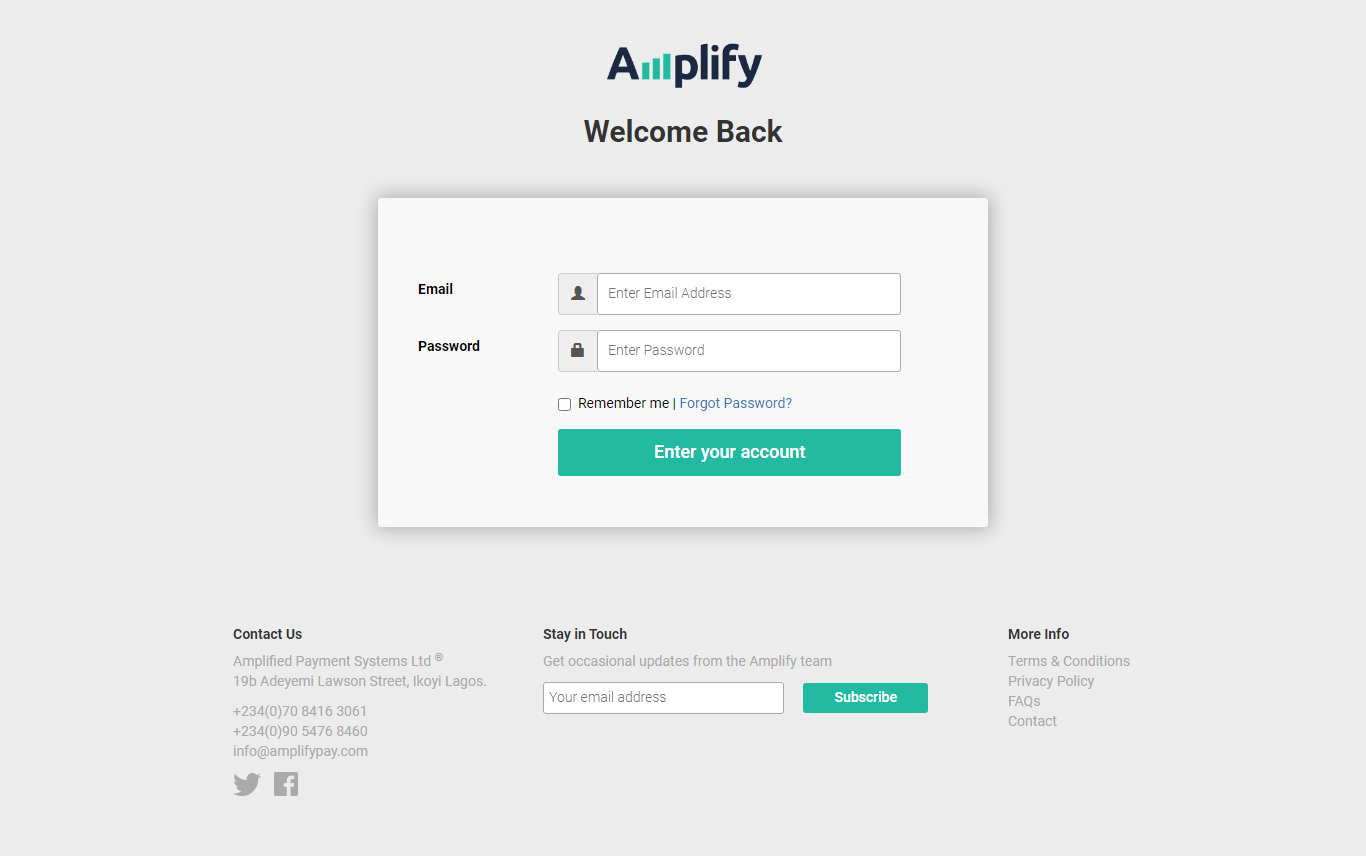 Amplify
Welcome Back
Email
Enter Email Address
Password
Enter Password
Remember me | Forgot Password?
Enter your account
Contact Us
Amplified Payment Systems Ltd ®
19b Adeyemi Lawson Street, Ikoyi Lagos.
+234(0)70 8416 3061
+234(0)90 5476 8460
info@amplifypay.com
Stay in Touch
Get occasional updates from the Amplify team
Your email address
Subscribe
More Info
Terms & Conditions
Privacy Policy
FAQs
Contact